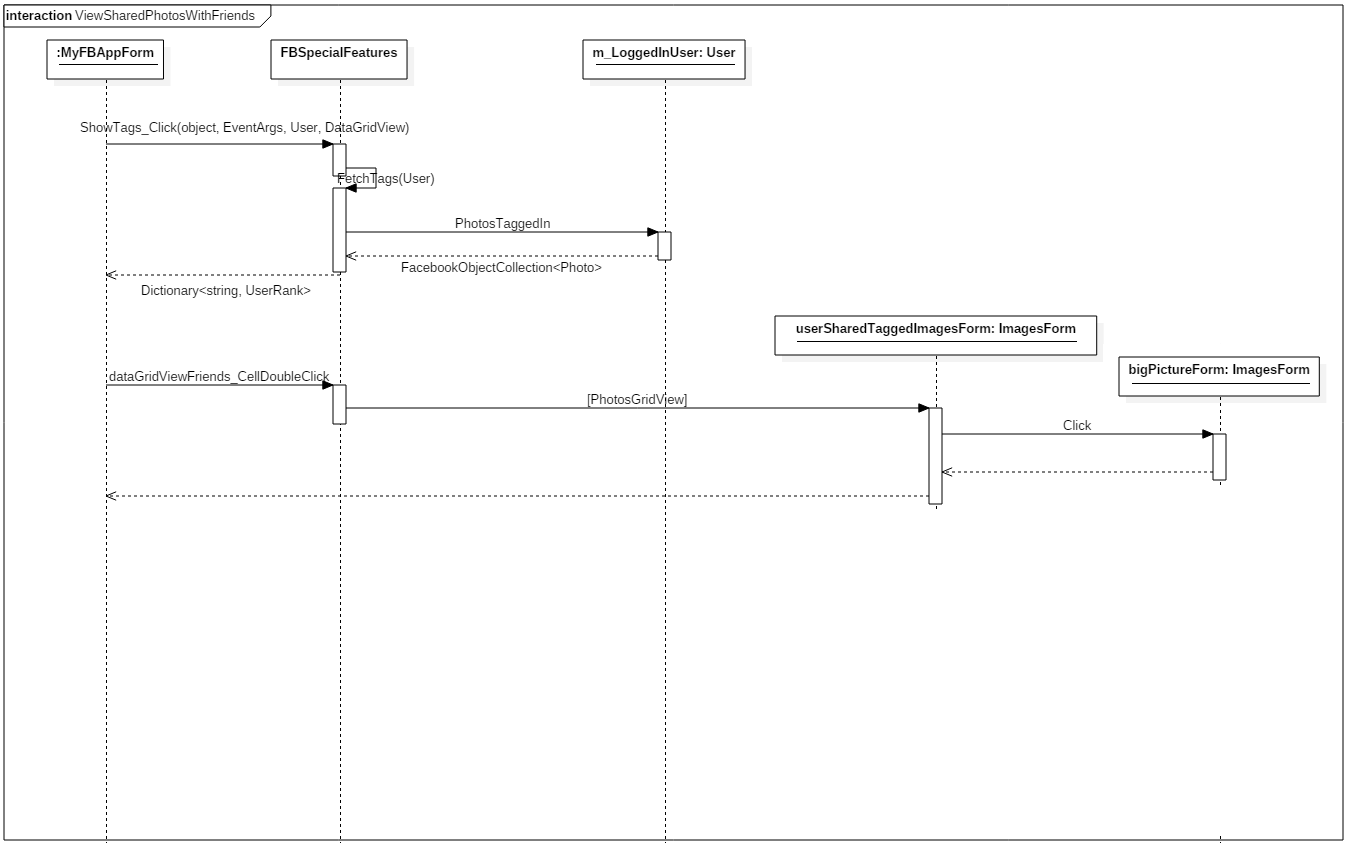 interaction ViewSharedPhotosWithFriends
:MyFBAppForm
FBSpecialFeatures
m_LoggedInUser: User
ShowTags_Click(object, EventArgs, User, DataGridView)
FetchTags(User)
PhotosTaggedIn
FacebookObjectCollection<Photo>
Dictionary<string, UserRank>
userSharedTaggedImagesForm: ImagesForm
bigPictureForm: ImagesForm
dataGridViewFriends_CellDoubleClick
[PhotosGridView]
Click